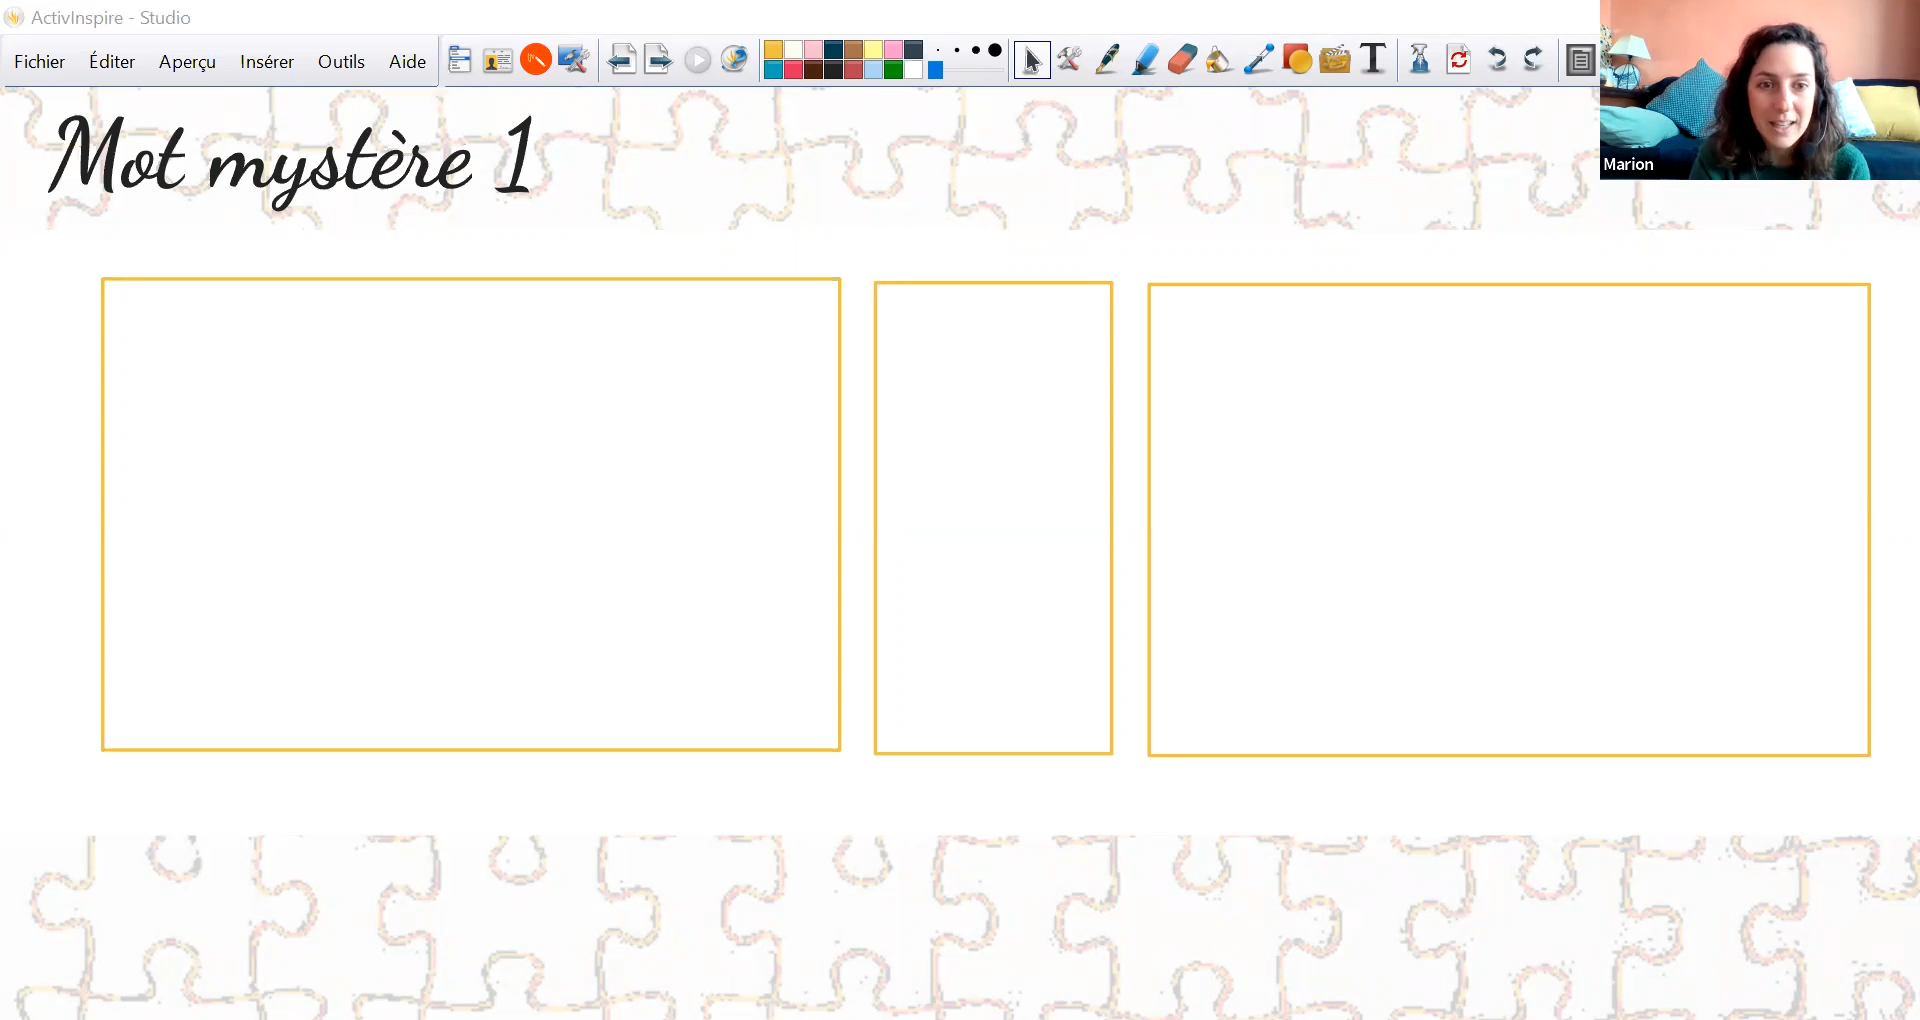 ActivInspire - Studio
Fichier Éditer Aperçu Insérer Outils Aide
Mot mystère 1
Marion